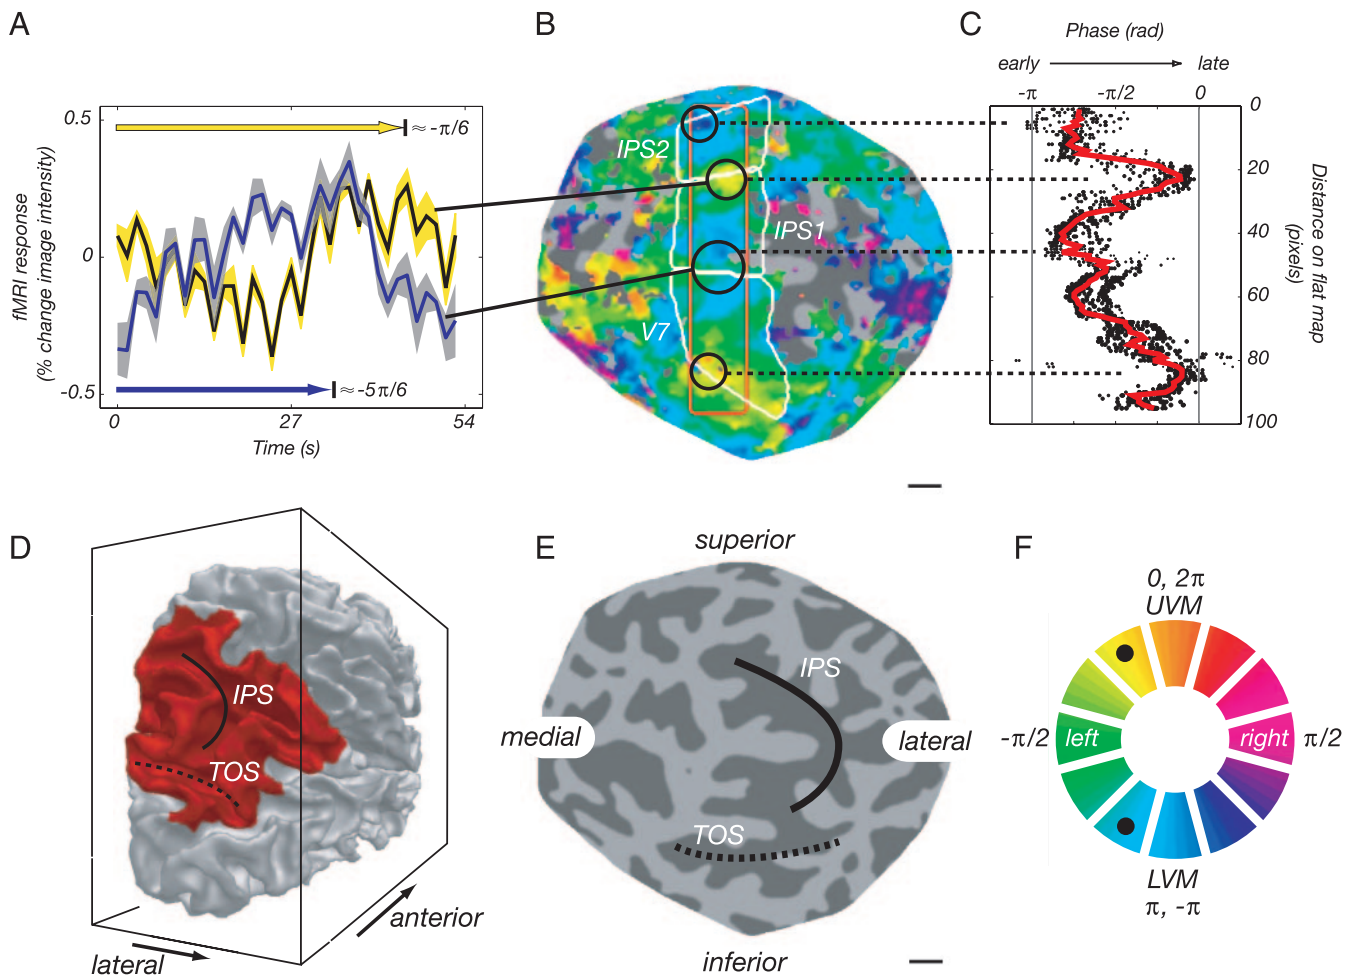 A
fMRI response
(% change image intensity)
0.5
0
-0.5
≈ -π/6
≈ -5π/6
0
27
54
Time (s)
B
IPS2
IPS1
V7
C
Phase (rad)
early
late
-π
-π/2
0
0
20
40
60
80
100
Distance on flat map
(pixels)
D
IPS
TOS
lateral
anterior
E
superior
IPS
medial
lateral
TOS
inferior
F
0, 2π
UVM
-π/2
left
right
π/2
LVM
π, -π